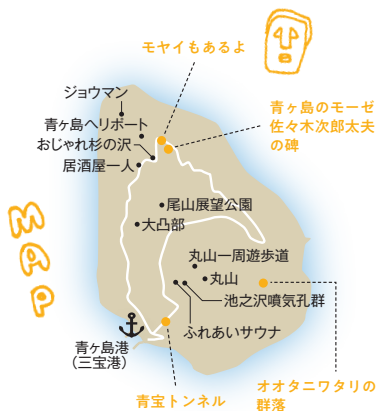 モヤイもあるよ
ジョウマン
青ヶ島のモーゼ
佐々木次郎太夫
の碑
青ヶ島ヘリポート
おじゃれ杉の沢
居酒屋一人
尾山展望公園
大凸部
MAP
丸山一周遊歩道
丸山
池之沢噴気孔群
ふれあいサウナ
青ヶ島港
(三宝港)
青宝トンネル
オオタニワタリの
群落